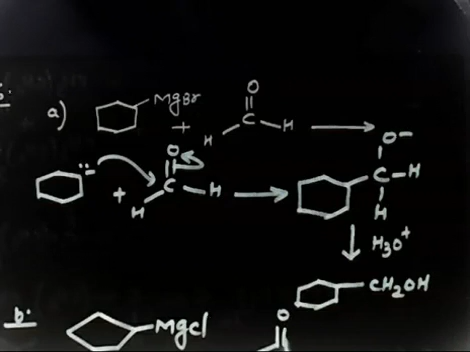 a) MgBr + H C O H
:- + H C O H O- C H H
H3O+
CH2OH
b. MgCl O